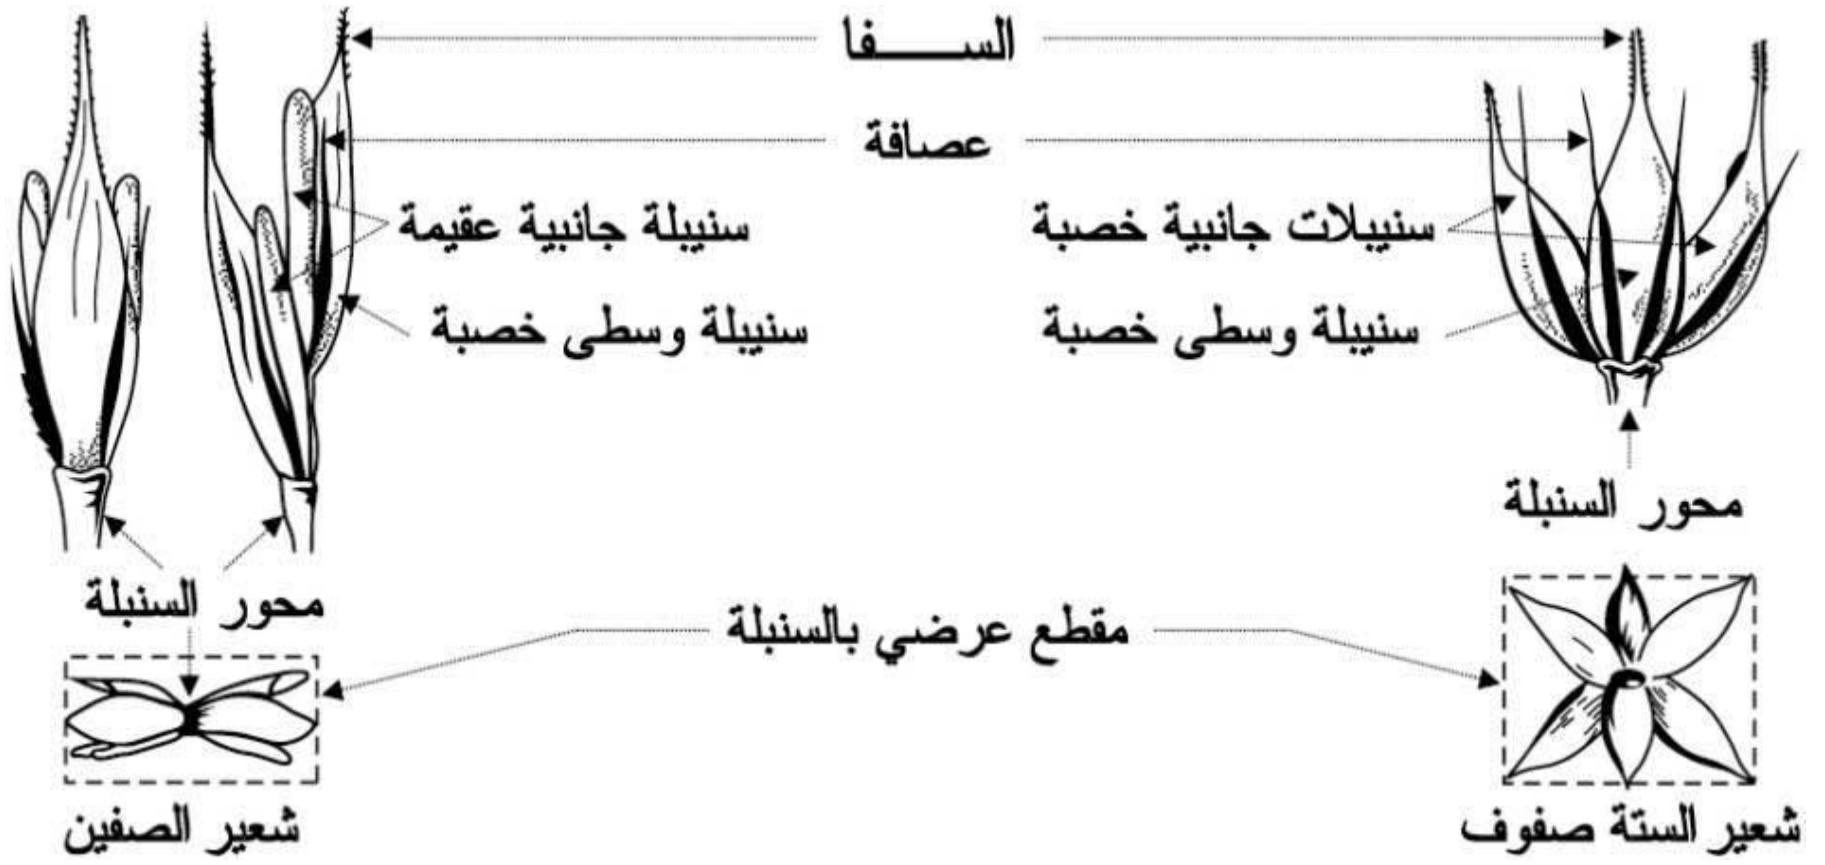 الســـــفا
عصافة
سنيبلات جانبية خصبة
سنيبلة جانبية عقيمة
سنيبلة وسطى خصبة
سنيبلة وسطى خصبة
محور السنبلة
محور السنبلة
مقطع عرضي بالسنبلة
شعير الستة صفوف
شعير الصفين